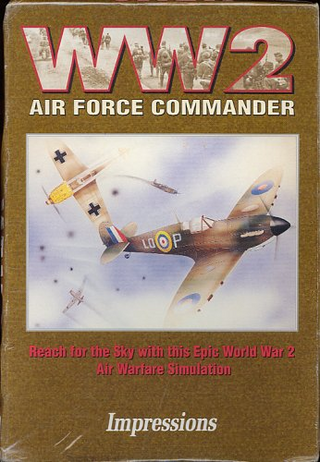 WW2
AIR FORCE COMMANDER
LO P
Reach for the Sky with this Epic World War 2
Air Warfare Simulation
Impressions